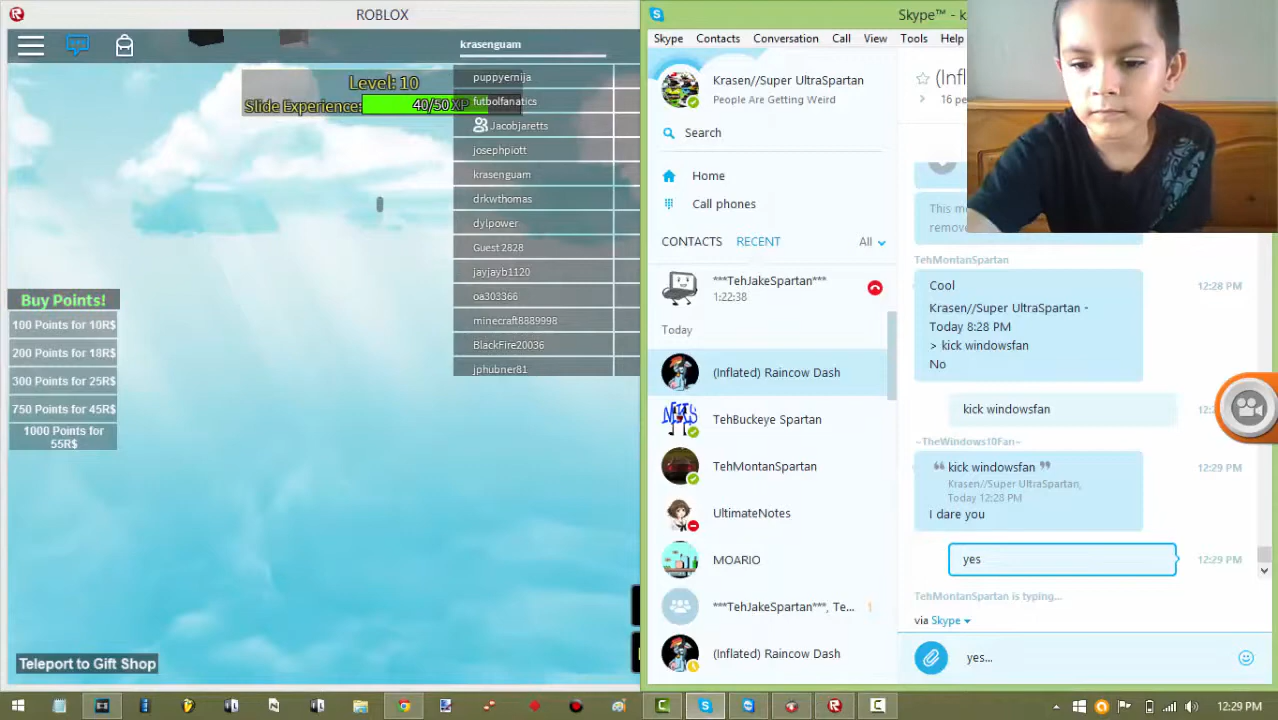 ROBLOX
krasenguam
Level: 10
Slide Experience: 40/50 XP
puppyernija
futbolfanatics
Jacobjaretts
josephpiott
krasenguam
drkwthomas
dylpower
Guest 2828
jayjayb1120
oa303366
minecraft8889998
BlackFire20036
jphubner81
Buy Points!
100 Points for 10R$
200 Points for 18R$
300 Points for 25R$
750 Points for 45R$
1000 Points for
55R$
Teleport to Gift Shop
Skype™ - k
Skype Contacts Conversation Call View Tools Help
Krasen//Super UltraSpartan
People Are Getting Weird
Search
Home
Call phones
CONTACTS RECENT All
***TehJakeSpartan***
1:22:38
Today
(Inflated) Raincow Dash
TehBuckeye Spartan
TehMontanSpartan
UltimateNotes
MOARIO
***TehJakeSpartan***, Te... 1
(Inflated) Raincow Dash
(Infl
16 pe
This me
remove
TehMontanSpartan
Cool 12:28 PM
Krasen//Super UltraSpartan -
Today 8:28 PM
> kick windowsfan
No
kick windowsfan
~TheWindows10Fan~
❝ kick windowsfan ❞ 12:29 PM
Krasen//Super UltraSpartan,
Today 12:28 PM
I dare you
yes 12:29 PM
TehMontanSpartan is typing...
via Skype
yes...
12:29 PM